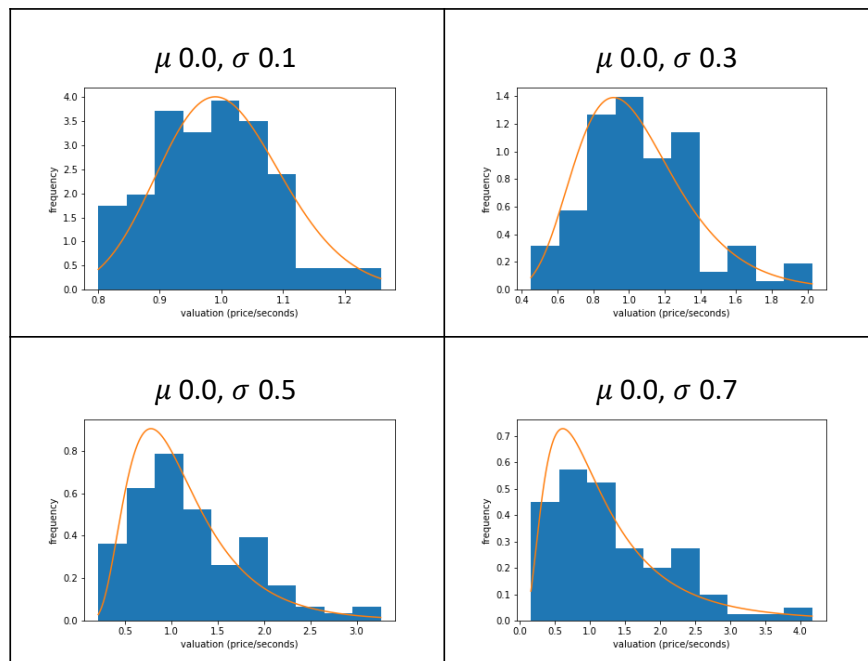 μ 0.0, σ 0.1
4.0
3.5
3.0
2.5
2.0
1.5
1.0
0.5
0.0
frequency
0.8 0.9 1.0 1.1 1.2
valuation (price/seconds)
μ 0.0, σ 0.3
1.4
1.2
1.0
0.8
0.6
0.4
0.2
0.0
frequency
0.4 0.6 0.8 1.0 1.2 1.4 1.6 1.8 2.0
valuation (price/seconds)
μ 0.0, σ 0.5
0.8
0.6
0.4
0.2
0.0
frequency
0.5 1.0 1.5 2.0 2.5 3.0
valuation (price/seconds)
μ 0.0, σ 0.7
0.7
0.6
0.5
0.4
0.3
0.2
0.1
0.0
frequency
0.0 0.5 1.0 1.5 2.0 2.5 3.0 3.5 4.0
valuation (price/seconds)